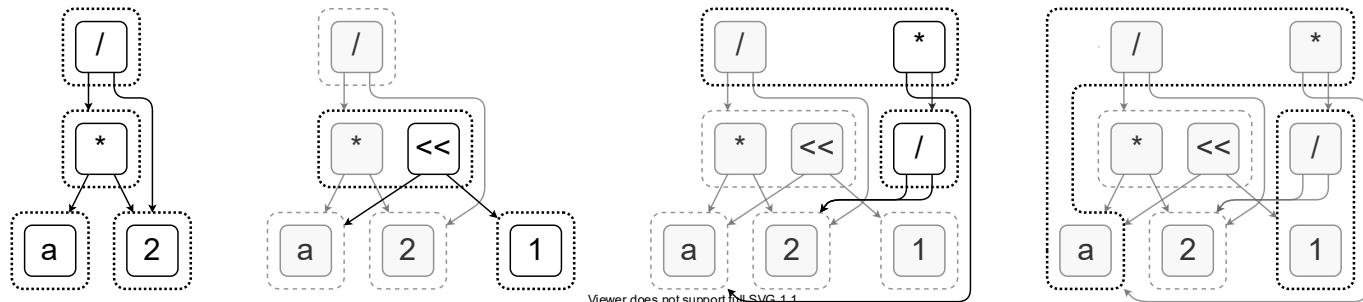 / / / * / *
* * << * << / * << /
a 2 a 2 1 a 2 1 a 2 1
Viewer does not support full SVG 1.1